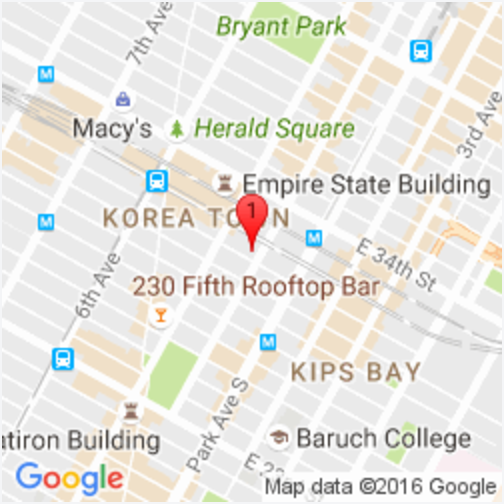 Bryant Park
7th Ave
M
3rd Ave
Macy's
Herald Square
Empire State Building
1
KOREA TOWN
M
M
E 34th St
6th Ave
230 Fifth Rooftop Bar
M
KIPS BAY
Park Ave S
atiron Building
Baruch College
E 22
Google
Map data ©2016 Google